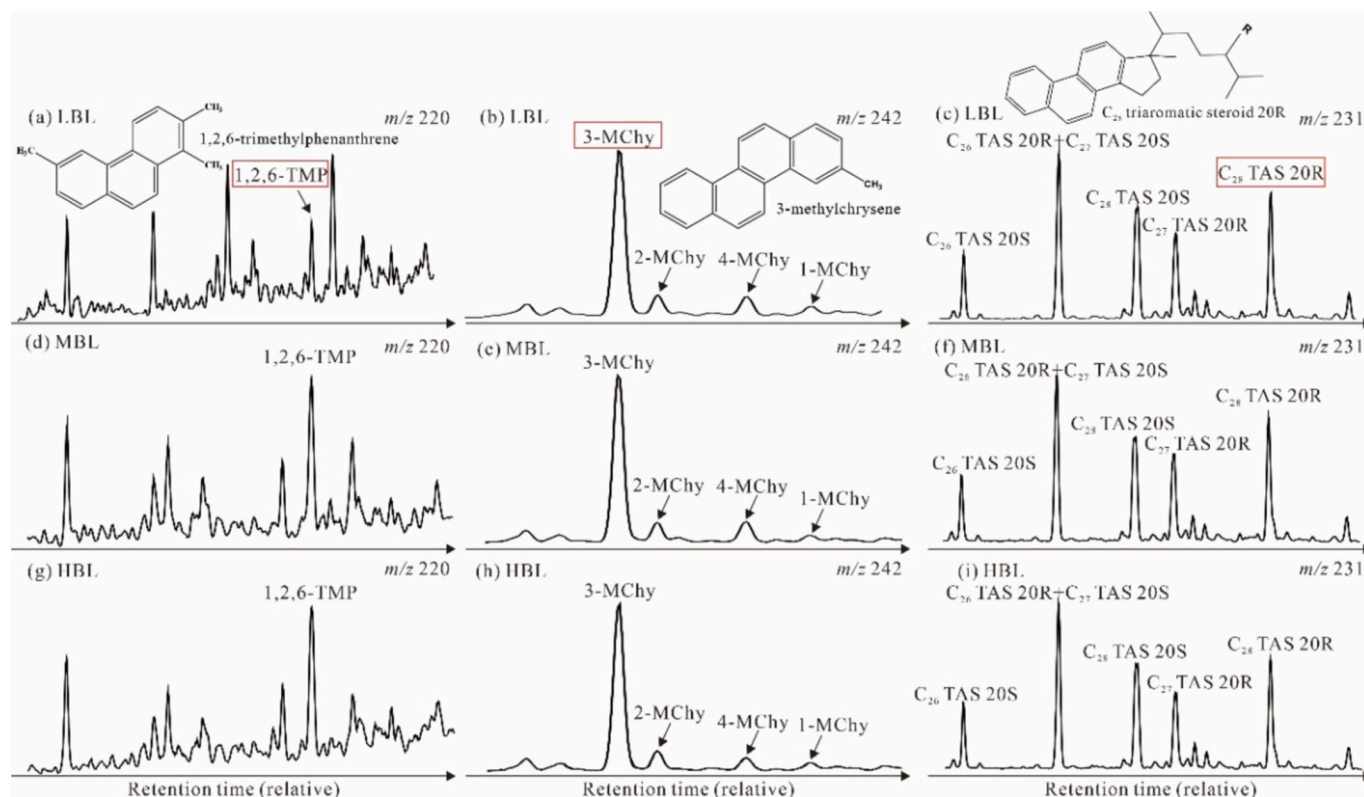 R
C₂₈ triaromatic steroid 20R
(a) LBL
CH₃
m/z 220
1,2,6-trimethylphenanthrene
H₃C
CH₃
1,2,6-TMP
(b) LBL
m/z 242
3-MChy
CH₃
3-methylchrysene
2-MChy
4-MChy
1-MChy
(c) LBL
m/z 231
C₂₆ TAS 20R+C₂₇ TAS 20S
C₂₈ TAS 20R
C₂₈ TAS 20S
C₂₇ TAS 20R
C₂₆ TAS 20S
(d) MBL
m/z 220
1,2,6-TMP
(e) MBL
m/z 242
3-MChy
2-MChy
4-MChy
1-MChy
(f) MBL
m/z 231
C₂₆ TAS 20R+C₂₇ TAS 20S
C₂₈ TAS 20R
C₂₈ TAS 20S
C₂₇ TAS 20R
C₂₆ TAS 20S
(g) HBL
m/z 220
1,2,6-TMP
(h) HBL
m/z 242
3-MChy
2-MChy
4-MChy
1-MChy
(i) HBL
m/z 231
C₂₆ TAS 20R+C₂₇ TAS 20S
C₂₈ TAS 20R
C₂₈ TAS 20S
C₂₇ TAS 20R
C₂₆ TAS 20S
Retention time (relative)
Retention time (relative)
Retention time (relative)